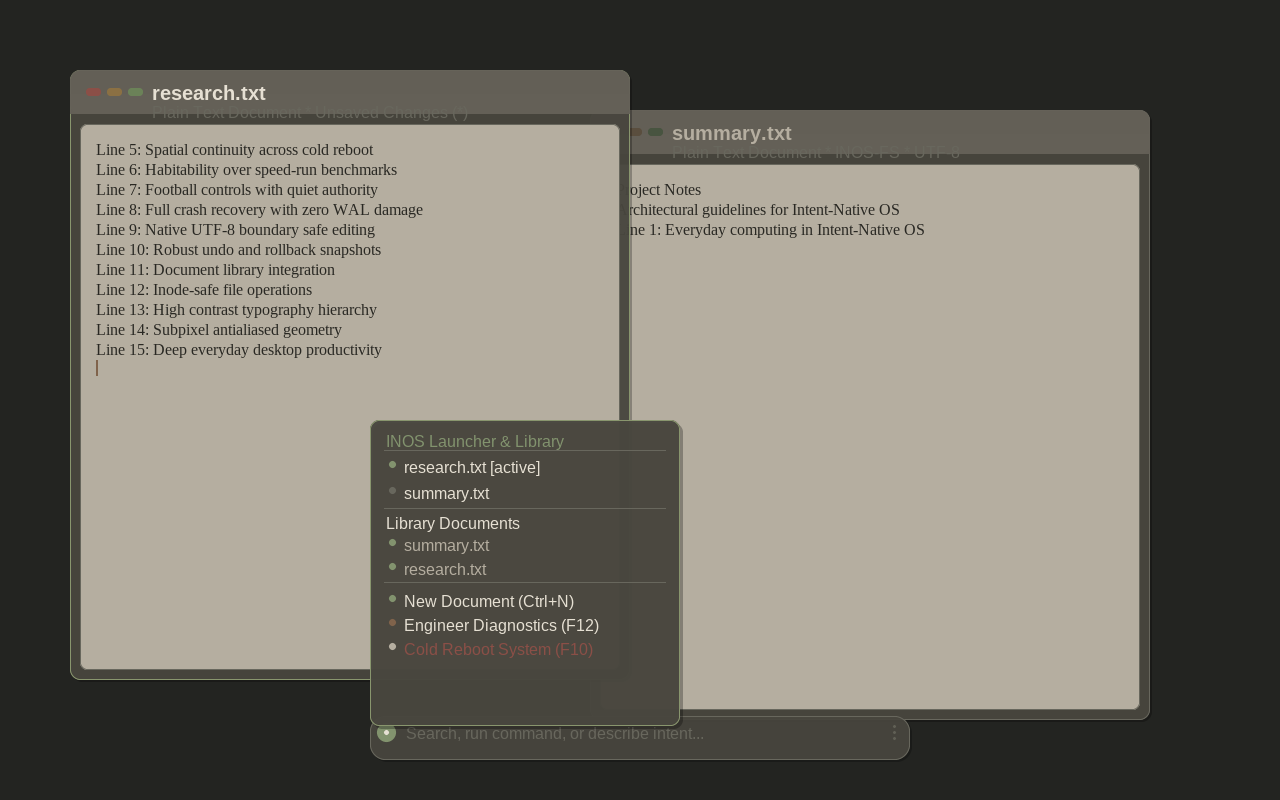 research.txt
Plain Text Document * Unsaved Changes (*)
Line 5: Spatial continuity across cold reboot
Line 6: Habitability over speed-run benchmarks
Line 7: Football controls with quiet authority
Line 8: Full crash recovery with zero WAL damage
Line 9: Native UTF-8 boundary safe editing
Line 10: Robust undo and rollback snapshots
Line 11: Document library integration
Line 12: Inode-safe file operations
Line 13: High contrast typography hierarchy
Line 14: Subpixel antialiased geometry
Line 15: Deep everyday desktop productivity
summary.txt
Plain Text Document * INOS-FS * UTF-8
oject Notes
rchitectural guidelines for Intent-Native OS
ne 1: Everyday computing in Intent-Native OS
INOS Launcher & Library
research.txt [active]
summary.txt
Library Documents
summary.txt
research.txt
New Document (Ctrl+N)
Engineer Diagnostics (F12)
Cold Reboot System (F10)
Search, run command, or describe intent...